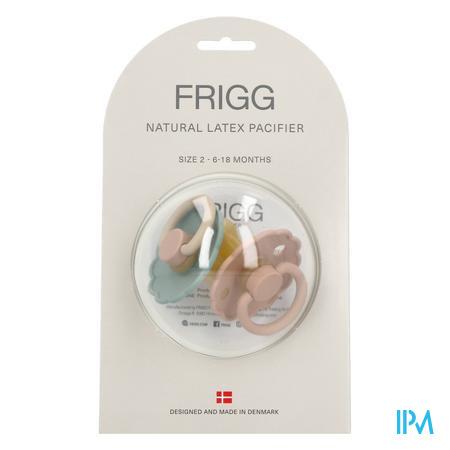 FRIGG
NATURAL LATEX PACIFIER
SIZE 2 - 6-18 MONTHS
FRIGG
DESIGNED AND MADE IN DENMARK
IPM